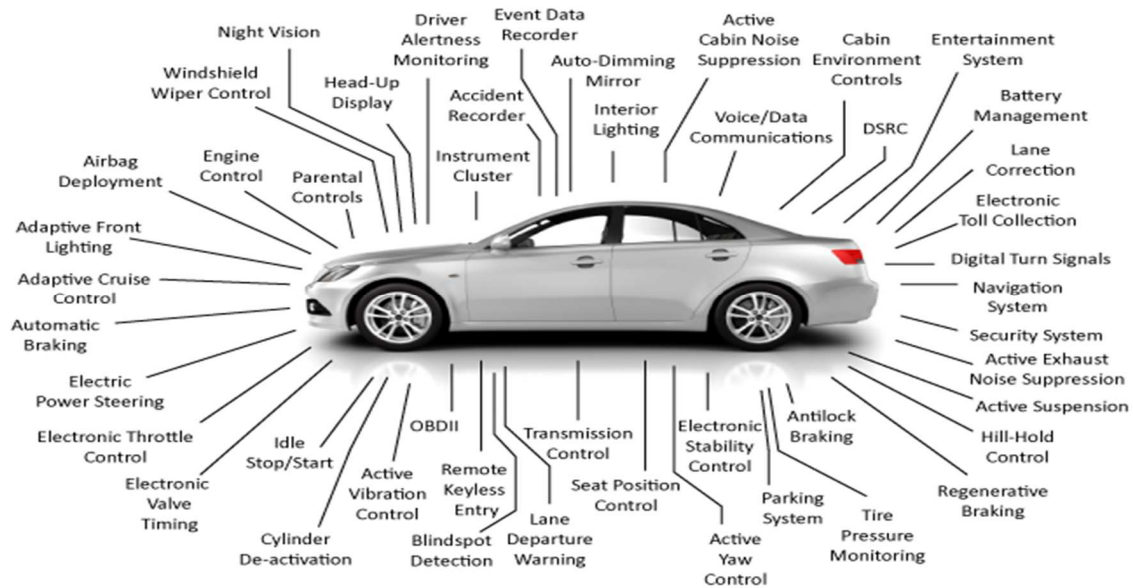 Night Vision
Windshield
Wiper Control
Head-Up
Display
Driver
Alertness
Monitoring
Event Data
Recorder
Accident
Recorder
Auto-Dimming
Mirror
Interior
Lighting
Active
Cabin Noise
Suppression
Voice/Data
Communications
Cabin
Environment
Controls
DSRC
Entertainment
System
Battery
Management
Lane
Correction
Electronic
Toll Collection
Digital Turn Signals
Navigation
System
Security System
Active Exhaust
Noise Suppression
Active Suspension
Hill-Hold
Control
Regenerative
Braking
Airbag
Deployment
Engine
Control
Parental
Controls
Instrument
Cluster
Adaptive Front
Lighting
Adaptive Cruise
Control
Automatic
Braking
Electric
Power Steering
Electronic Throttle
Control
Electronic
Valve
Timing
Idle
Stop/Start
Cylinder
De-activation
Active
Vibration
Control
OBDII
Remote
Keyless
Entry
Blindspot
Detection
Lane
Departure
Warning
Transmission
Control
Seat Position
Control
Electronic
Stability
Control
Active
Yaw
Control
Parking
System
Antilock
Braking
Tire
Pressure
Monitoring